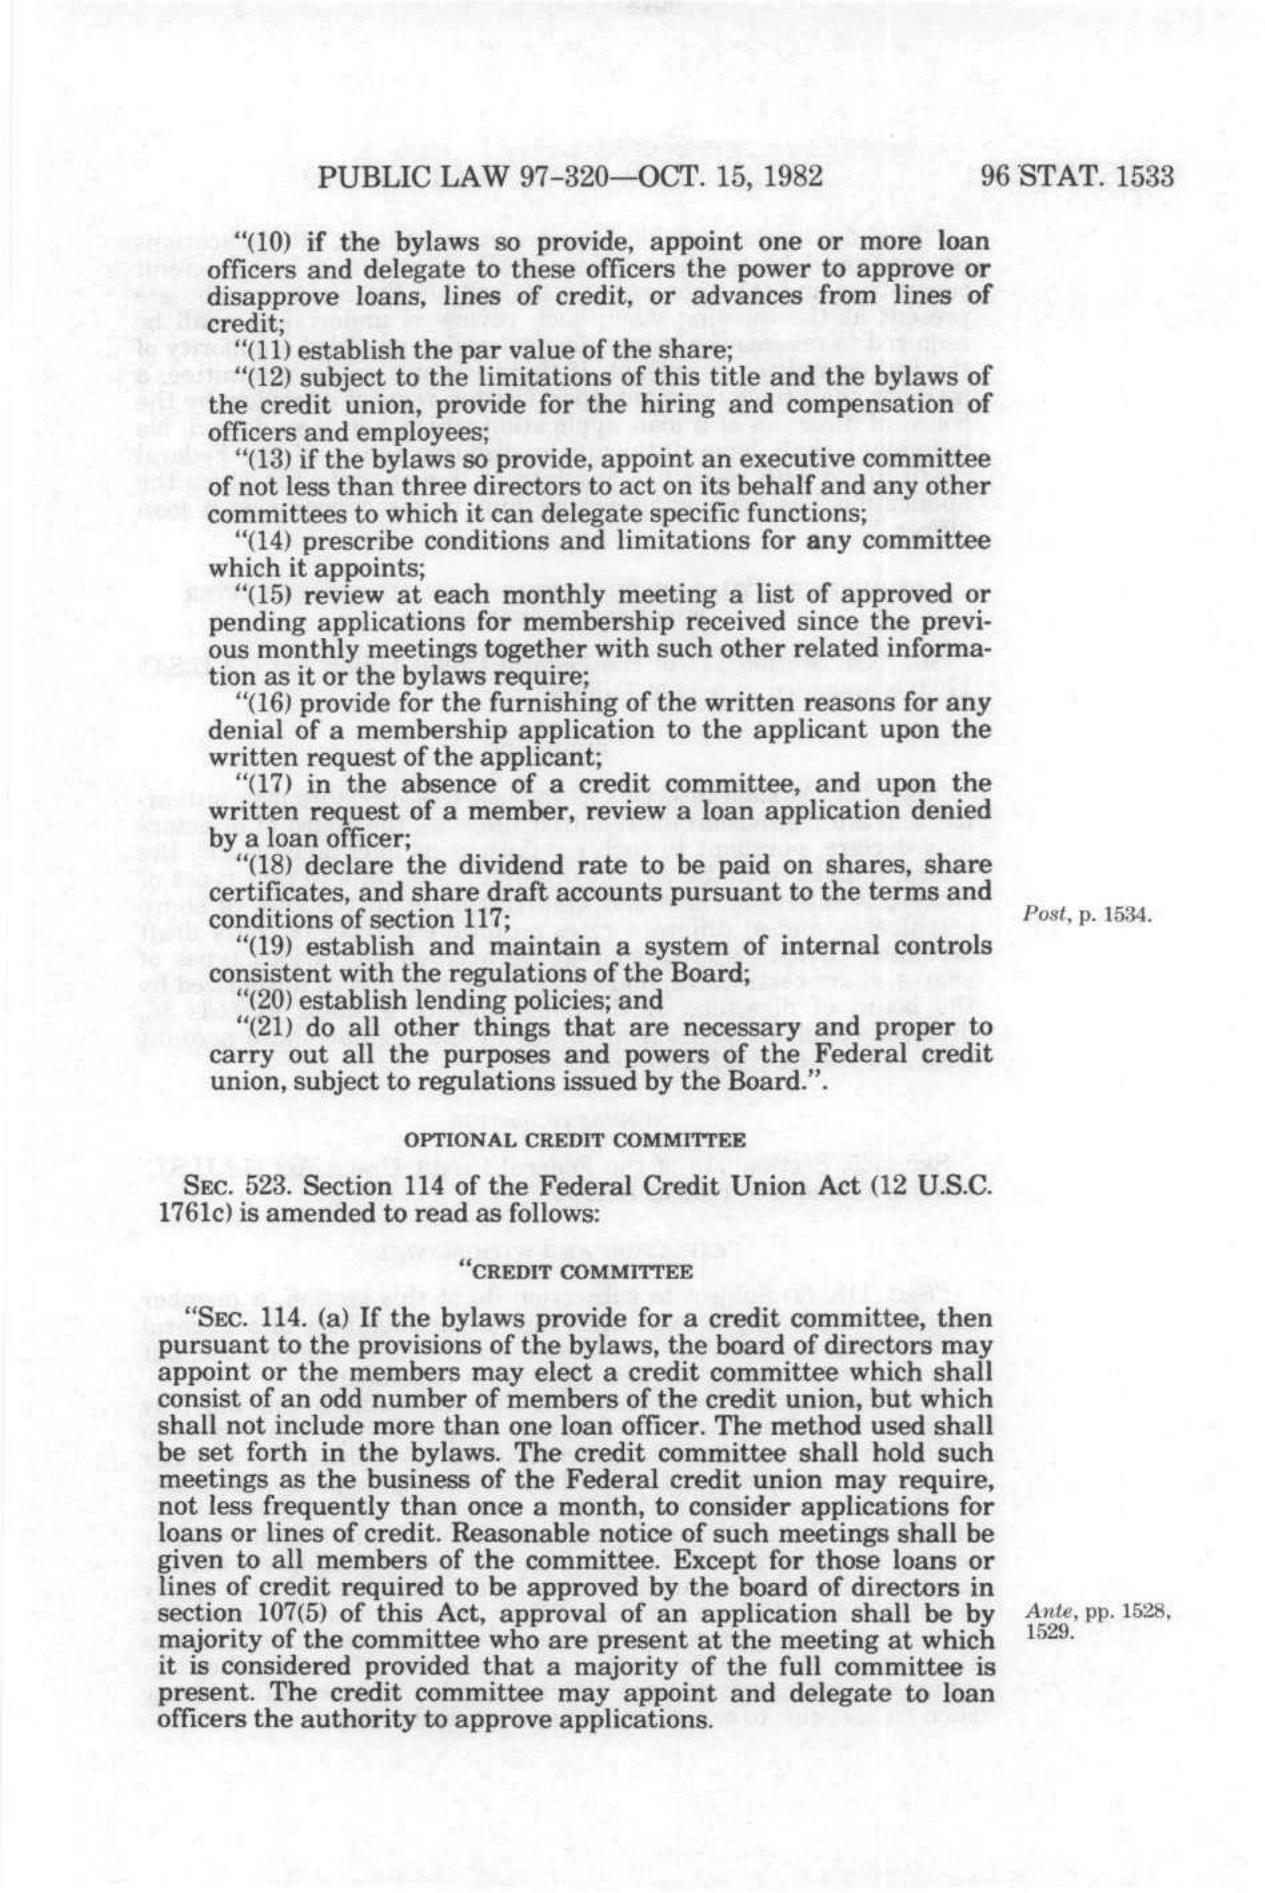 PUBLIC LAW 97-320—OCT. 15, 1982 96 STAT. 1533
"(10) if the bylaws so provide, appoint one or more loan
officers and delegate to these officers the power to approve or
disapprove loans, lines of credit, or advances from lines of
credit;
"(11) establish the par value of the share;
"(12) subject to the limitations of this title and the bylaws of
the credit union, provide for the hiring and compensation of
officers and employees;
"(13) if the bylaws so provide, appoint an executive committee
of not less than three directors to act on its behalf and any other
committees to which it can delegate specific functions;
"(14) prescribe conditions and limitations for any committee
which it appoints;
"(15) review at each monthly meeting a list of approved or
pending applications for membership received since the previ-
ous monthly meetings together with such other related informa-
tion as it or the bylaws require;
"(16) provide for the furnishing of the written reasons for any
denial of a membership application to the applicant upon the
written request of the applicant;
"(17) in the absence of a credit committee, and upon the
written request of a member, review a loan application denied
by a loan officer;
"(18) declare the dividend rate to be paid on shares, share
certificates, and share draft accounts pursuant to the terms and
conditions of section 117;
Post, p. 1534.
"(19) establish and maintain a system of internal controls
consistent with the regulations of the Board;
"(20) establish lending policies; and
"(21) do all other things that are necessary and proper to
carry out all the purposes and powers of the Federal credit
union, subject to regulations issued by the Board.".
OPTIONAL CREDIT COMMITTEE
SEC. 523. Section 114 of the Federal Credit Union Act (12 U.S.C.
1761c) is amended to read as follows:
"CREDIT COMMITTEE
"SEC. 114. (a) If the bylaws provide for a credit committee, then
pursuant to the provisions of the bylaws, the board of directors may
appoint or the members may elect a credit committee which shall
consist of an odd number of members of the credit union, but which
shall not include more than one loan officer. The method used shall
be set forth in the bylaws. The credit committee shall hold such
meetings as the business of the Federal credit union may require,
not less frequently than once a month, to consider applications for
loans or lines of credit. Reasonable notice of such meetings shall be
given to all members of the committee. Except for those loans or
lines of credit required to be approved by the board of directors in
section 107(5) of this Act, approval of an application shall be by
majority of the committee who are present at the meeting at which
it is considered provided that a majority of the full committee is
present. The credit committee may appoint and delegate to loan
officers the authority to approve applications.
Ante, pp. 1528,
1529.